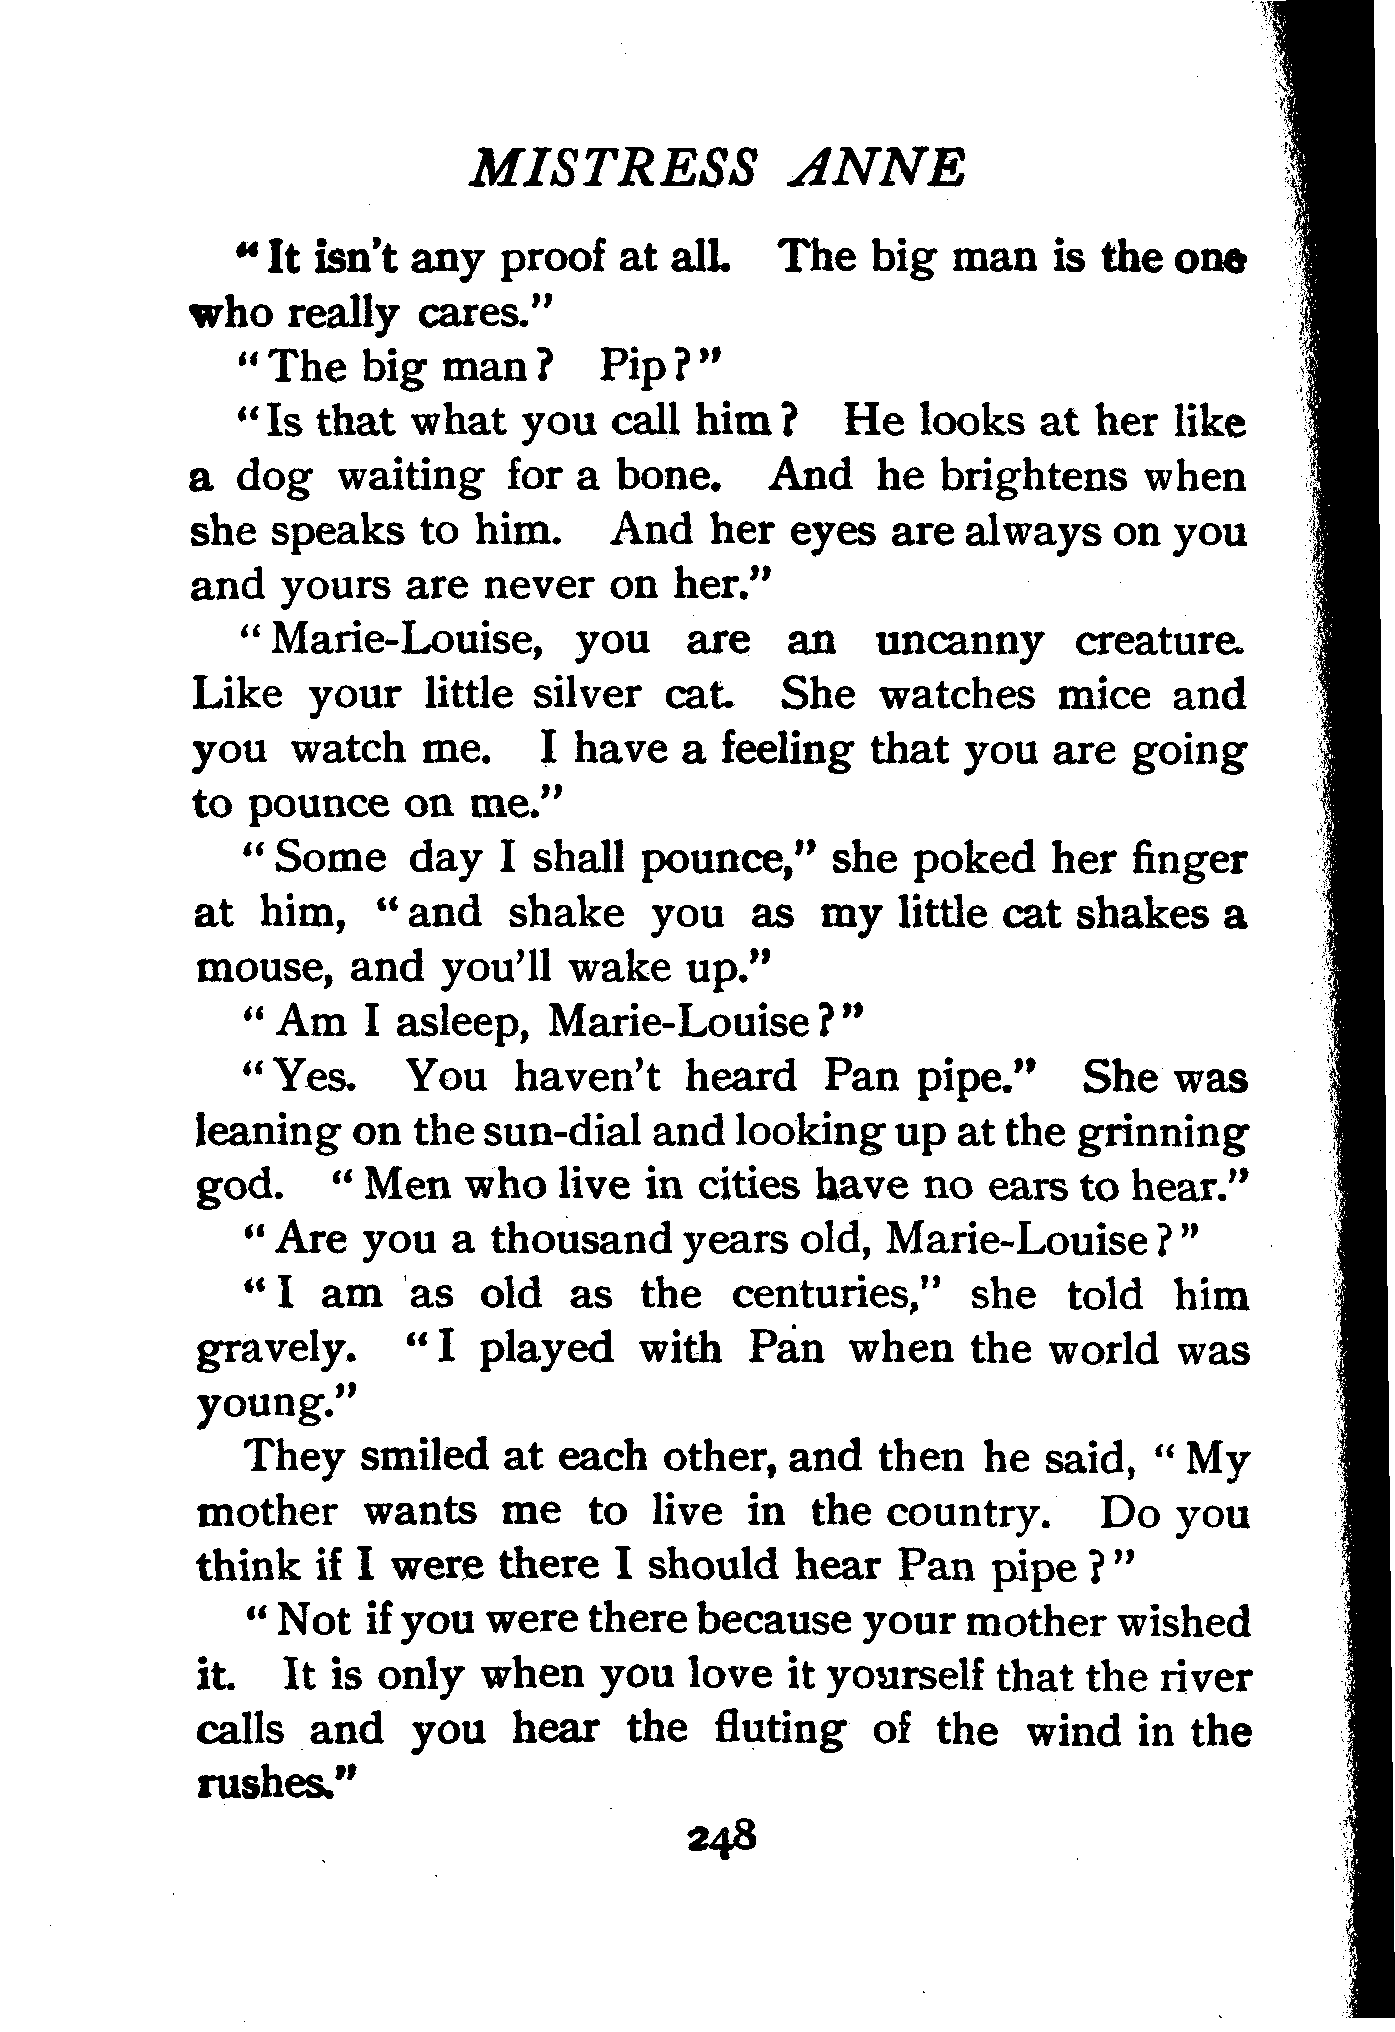 MISTRESS ANNE
"It isn't any proof at all. The big man is the one
who really cares."
"The big man? Pip?"
"Is that what you call him? He looks at her like
a dog waiting for a bone. And he brightens when
she speaks to him. And her eyes are always on you
and yours are never on her."
"Marie-Louise, you are an uncanny creature.
Like your little silver cat. She watches mice and
you watch me. I have a feeling that you are going
to pounce on me."
"Some day I shall pounce," she poked her finger
at him, "and shake you as my little cat shakes a
mouse, and you'll wake up."
"Am I asleep, Marie-Louise?"
"Yes. You haven't heard Pan pipe." She was
leaning on the sun-dial and looking up at the grinning
god. "Men who live in cities have no ears to hear."
"Are you a thousand years old, Marie-Louise?"
"I am as old as the centuries," she told him
gravely. "I played with Pan when the world was
young."
They smiled at each other, and then he said, "My
mother wants me to live in the country. Do you
think if I were there I should hear Pan pipe?"
"Not if you were there because your mother wished
it. It is only when you love it yourself that the river
calls and you hear the fluting of the wind in the
rushes."
248